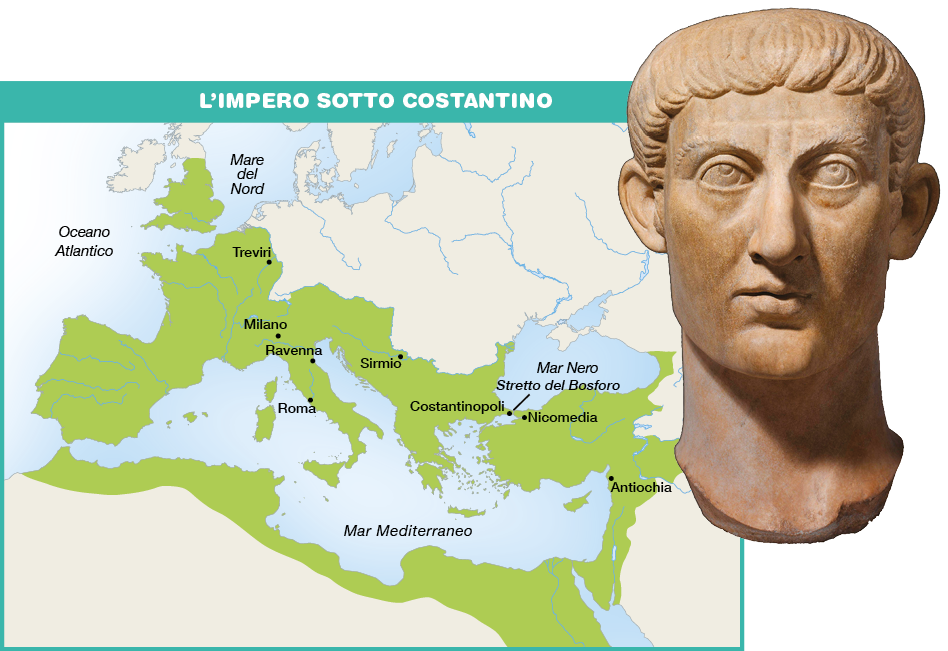 L'IMPERO SOTTO COSTANTINO
Mare
del
Nord
Oceano
Atlantico
Treviri
Milano
Ravenna
Sirmio
Mar Nero
Stretto del Bosforo
Roma
Costantinopoli
Nicomedia
Antiochia
Mar Mediterraneo